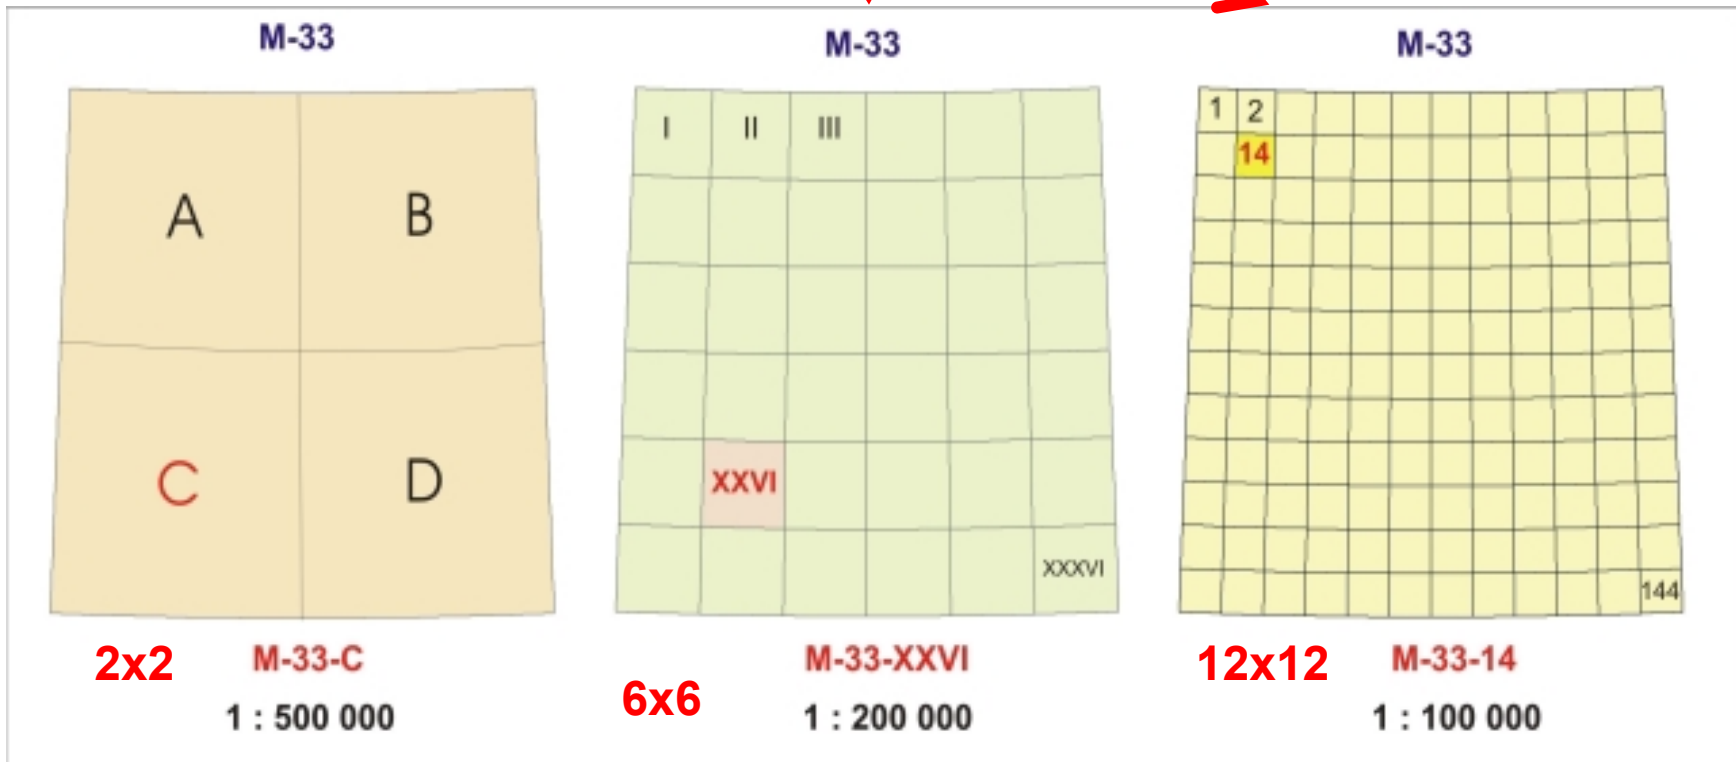 M-33
A B
C D
2x2 M-33-C
1 : 500 000
M-33
I II III
XXVI
XXXVI
6x6 M-33-XXVI
1 : 200 000
M-33
1 2
14
144
12x12 M-33-14
1 : 100 000